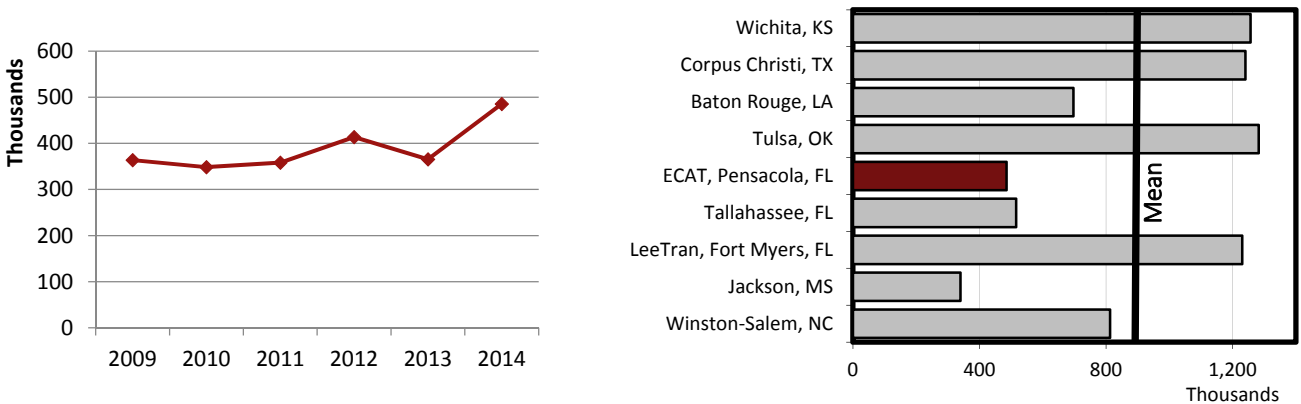 Thousands
600
500
400
300
200
100
0
2009 2010 2011 2012 2013 2014
Wichita, KS
Corpus Christi, TX
Baton Rouge, LA
Tulsa, OK
ECAT, Pensacola, FL
Tallahassee, FL
LeeTran, Fort Myers, FL
Jackson, MS
Winston-Salem, NC
Mean
0 400 800 1,200
Thousands